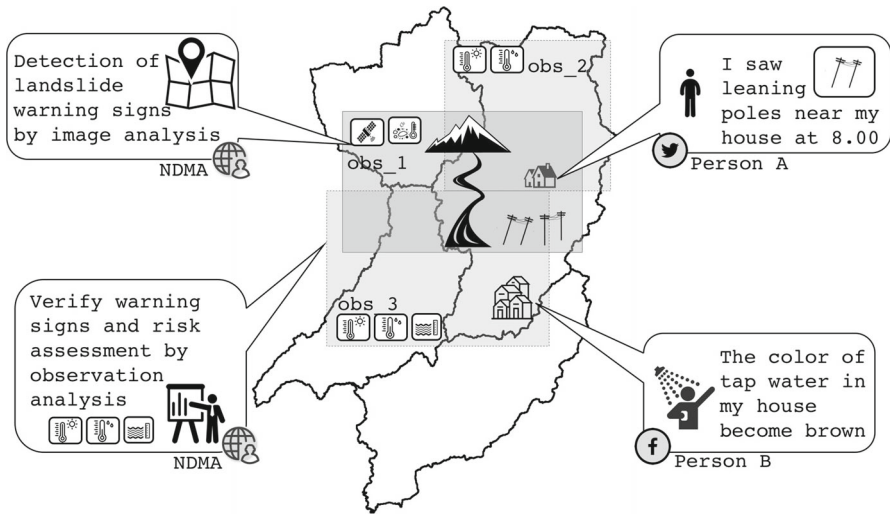 Detection of
landslide
warning signs
by image analysis
NDMA
obs_2
I saw
leaning
poles near my
house at 8.00
Person A
obs_1
obs_3
Verify warning
signs and risk
assessment by
observation
analysis
NDMA
The color of
tap water in
my house
become brown
Person B